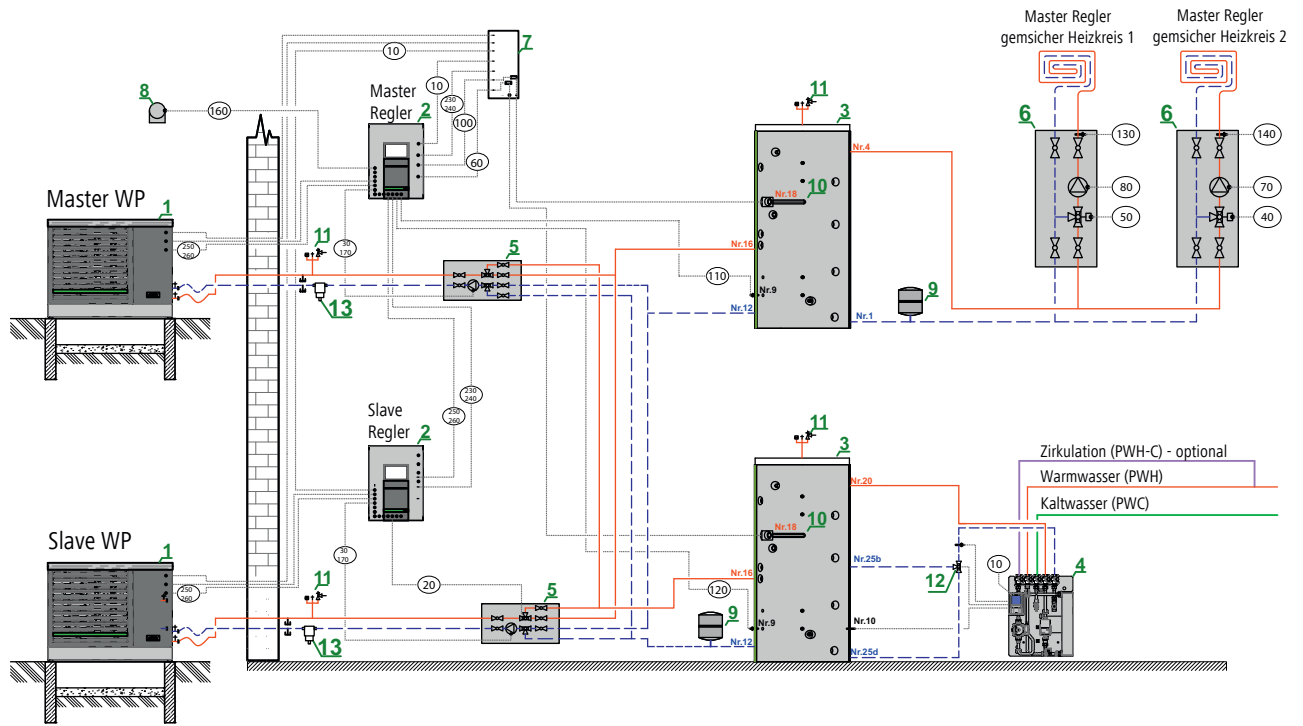 Master Regler
gemsicher Heizkreis 1
Master Regler
gemsicher Heizkreis 2
7
10
8
160
Master
Regler
2
10
230
240
100
60
11
3
6
6
130
140
Nr.4
80
70
50
40
Nr.18
10
Master WP
1
250
260
11
30
170
5
Nr.16
110
Nr.9
9
13
Nr.12
Nr.1
230
240
250
260
Slave
Regler
2
11
3
Zirkulation (PWH-C) - optional
Warmwasser (PWH)
Kaltwasser (PWC)
Nr.20
Nr.18
10
Slave WP
1
250
260
11
30
170
20
5
Nr.16
Nr.25b
12
10
4
120
9
Nr.9
Nr.10
13
Nr.12
Nr.25d